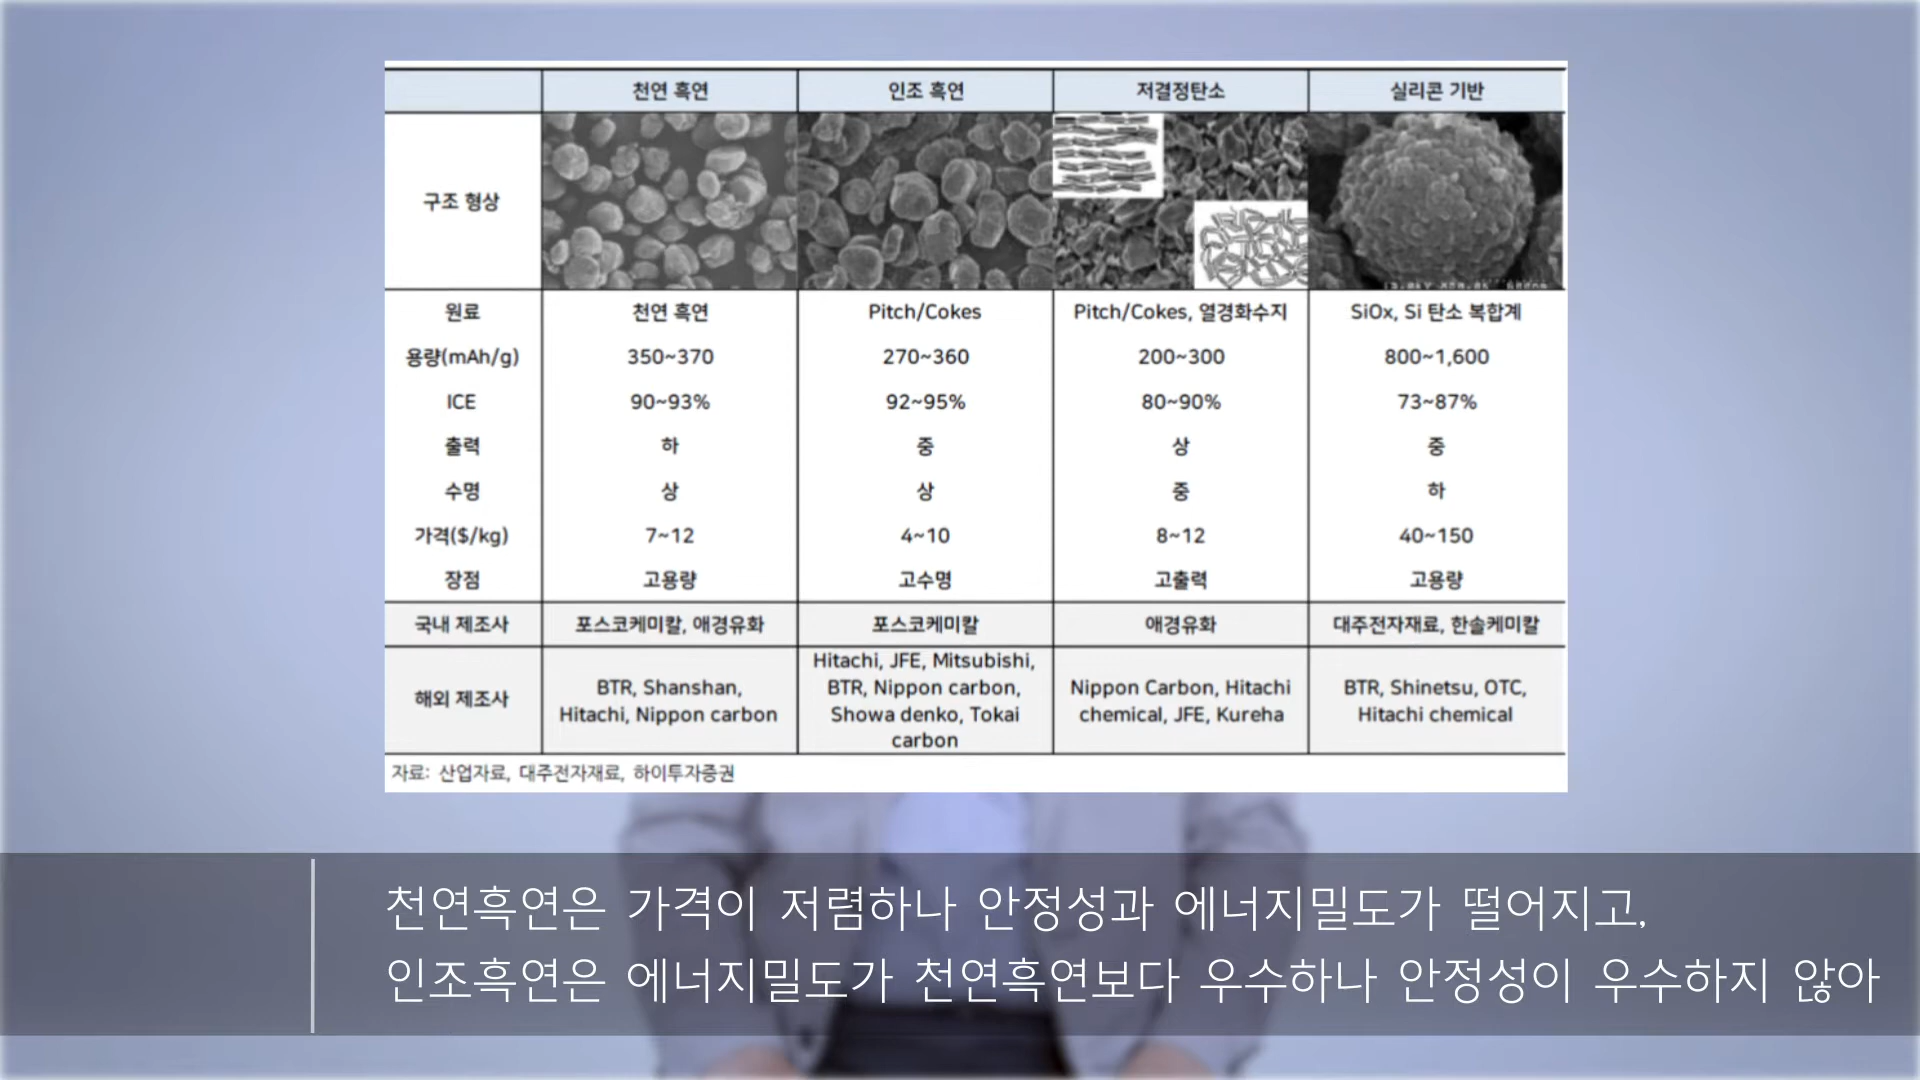 천연 흑연 인조 흑연 저결정탄소 실리콘 기반
구조 형상
원료 천연 흑연 Pitch/Cokes Pitch/Cokes, 열경화수지 SiOx, Si 탄소 복합계
용량(mAh/g) 350~370 270~360 200~300 800~1,600
ICE 90~93% 92~95% 80~90% 73~87%
출력 하 중 상 중
수명 상 상 중 하
가격($/kg) 7~12 4~10 8~12 40~150
장점 고용량 고수명 고출력 고용량
국내 제조사 포스코케미칼, 애경유화 포스코케미칼 애경유화 대주전자재료, 한솔케미칼
해외 제조사
BTR, Shanshan,
Hitachi, Nippon carbon
Hitachi, JFE, Mitsubishi,
BTR, Nippon carbon,
Showa denko, Tokai
carbon
Nippon Carbon, Hitachi
chemical, JFE, Kureha
BTR, Shinetsu, OTC,
Hitachi chemical
자료: 산업자료, 대주전자재료, 하이투자증권
천연흑연은 가격이 저렴하나 안정성과 에너지밀도가 떨어지고,
인조흑연은 에너지밀도가 천연흑연보다 우수하나 안정성이 우수하지 않아